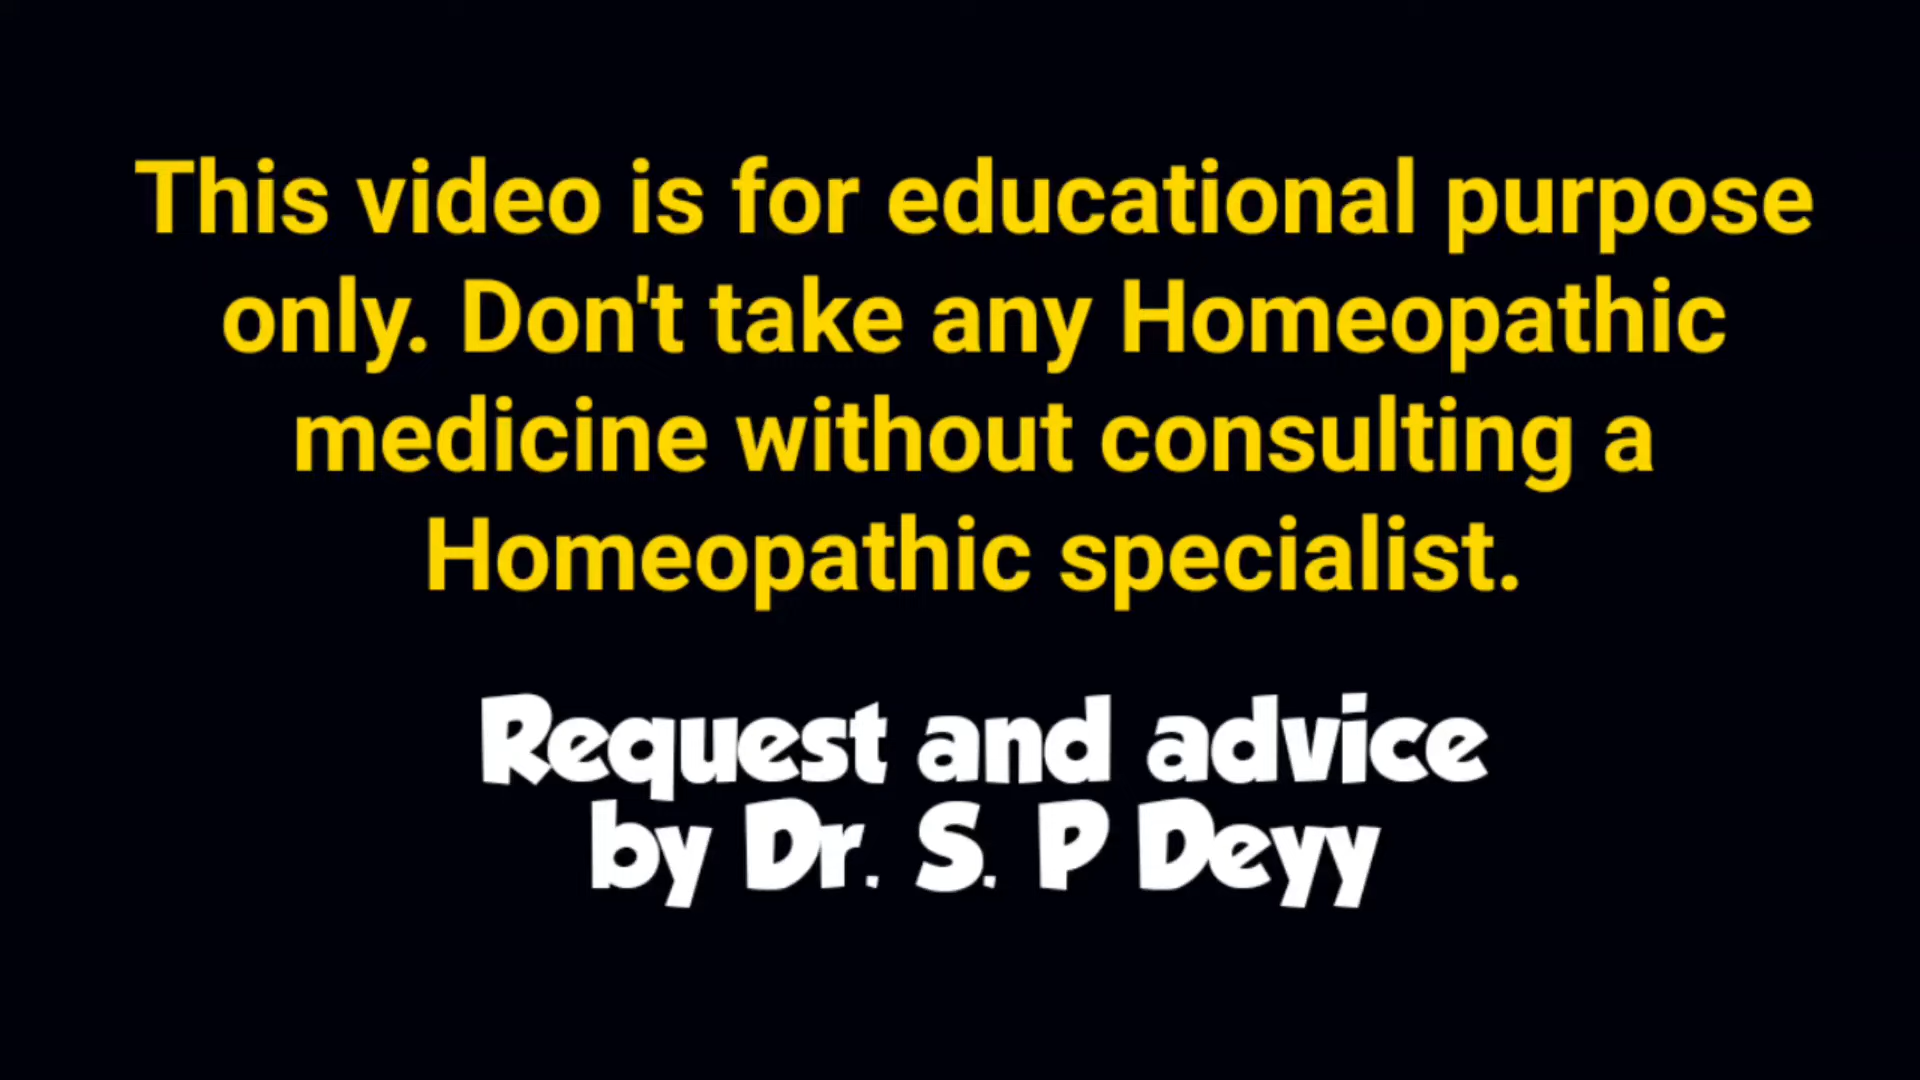 This video is for educational purpose
only. Don't take any Homeopathic
medicine without consulting a
Homeopathic specialist.
Request and advice
by Dr. S. P Deyy